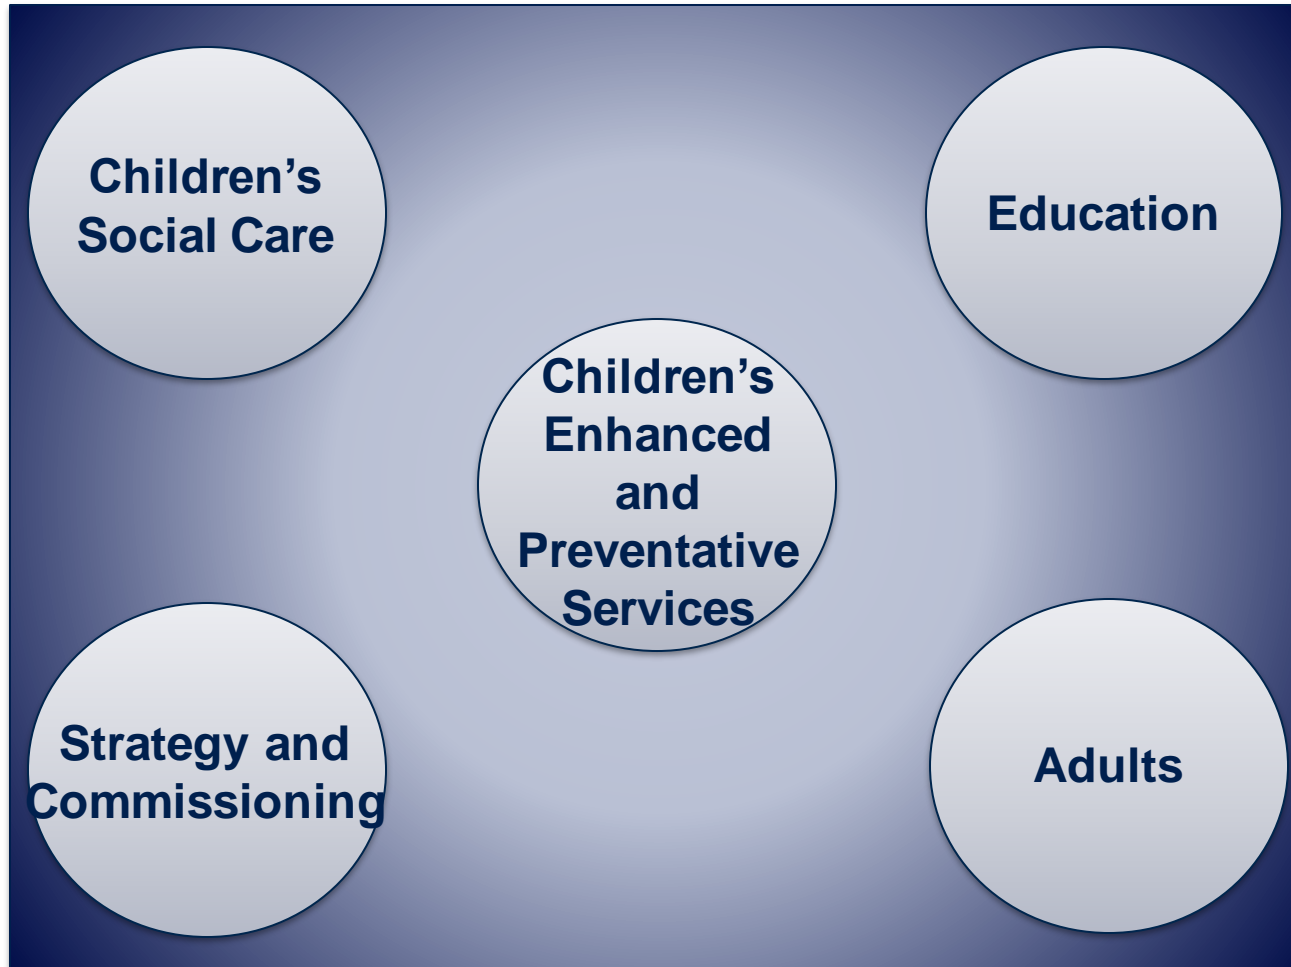 Children’s
Social Care
Education
Children’s
Enhanced
and
Preventative
Services
Strategy and
Commissioning
Adults